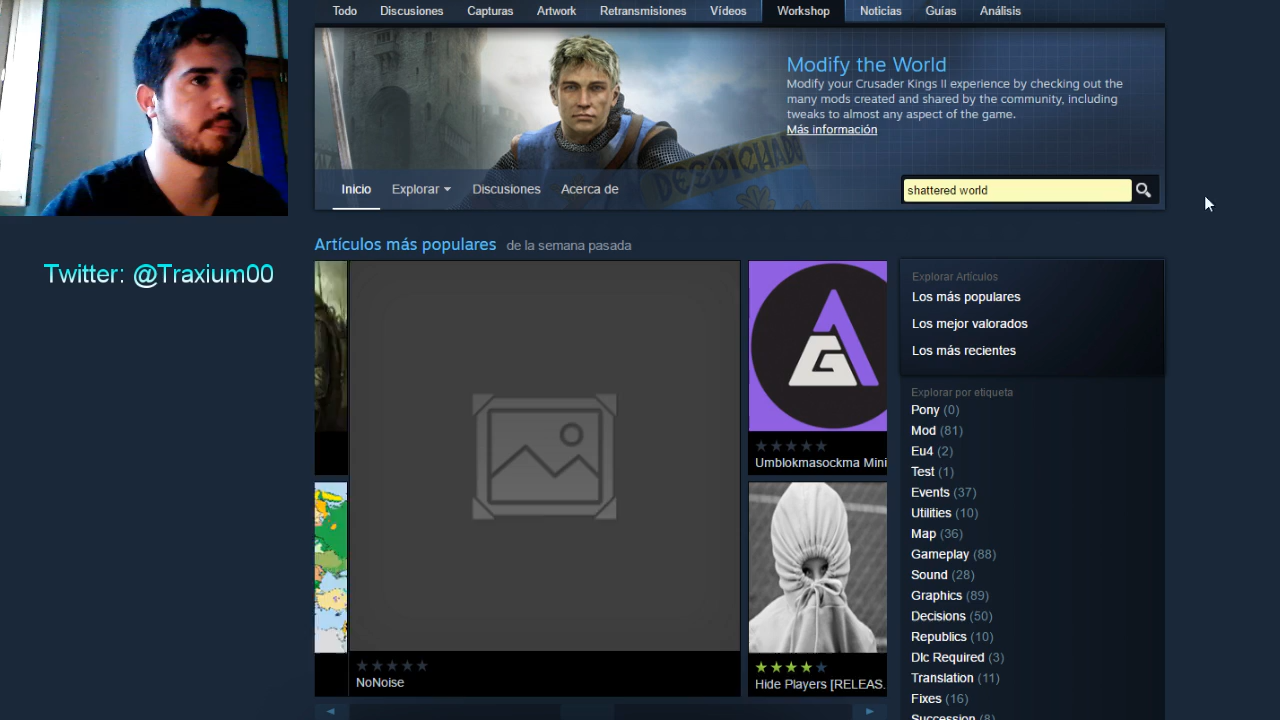 Todo Discusiones Capturas Artwork Retransmisiones Vídeos Workshop Noticias Guías Análisis
Modify the World
Modify your Crusader Kings II experience by checking out the
many mods created and shared by the community, including
tweaks to almost any aspect of the game.
Más información
DESDICHADO
Inicio Explorar Discusiones Acerca de
shattered world
Twitter: @Traxium00
Artículos más populares de la semana pasada
NoNoise
Umblokmasockma Mini
Hide Players [RELEAS...
Explorar Artículos
Los más populares
Los mejor valorados
Los más recientes
Explorar por etiqueta
Pony (0)
Mod (81)
Eu4 (2)
Test (1)
Events (37)
Utilities (10)
Map (36)
Gameplay (88)
Sound (28)
Graphics (89)
Decisions (50)
Republics (10)
Dlc Required (3)
Translation (11)
Fixes (16)
Succession (8)